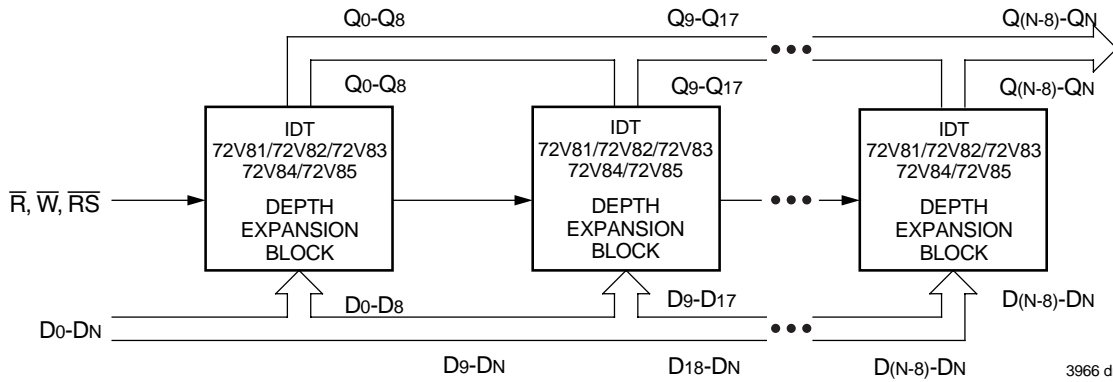 Q0-Q8 Q9-Q17 Q(N-8)-QN
Q0-Q8 Q9-Q17 Q(N-8)-QN
IDT
72V81/72V82/72V83
72V84/72V85
DEPTH
EXPANSION
BLOCK
IDT
72V81/72V82/72V83
72V84/72V85
DEPTH
EXPANSION
BLOCK
IDT
72V81/72V82/72V83
72V84/72V85
DEPTH
EXPANSION
BLOCK
R̅, W̅, R̅S̅
D0-D8 D9-D17 D(N-8)-DN
D0-DN
D9-DN D18-DN D(N-8)-DN
3966 d